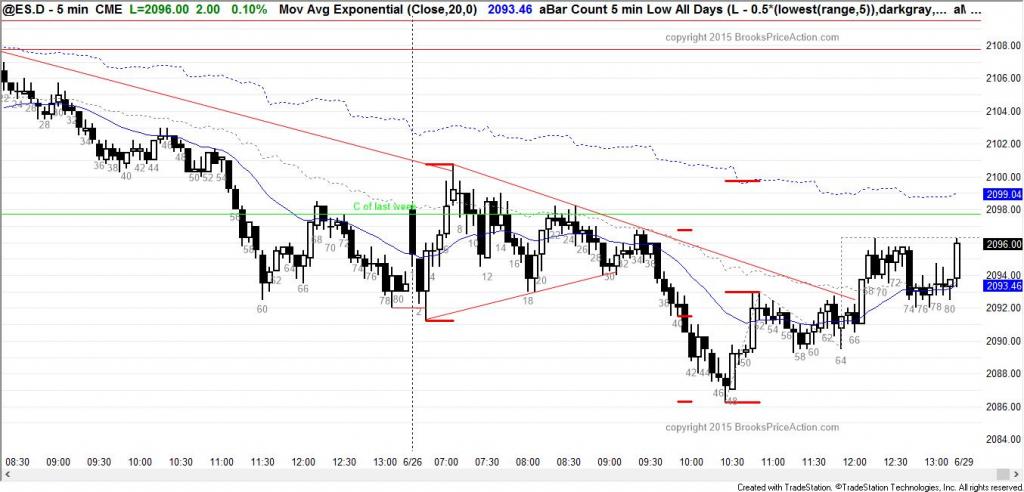 @ES.D - 5 min CME L=2096.00 2.00 0.10% Mov Avg Exponential (Close,20,0) 2093.46 aBar Count 5 min Low All Days (L - 0.5*(lowest(range,5)),darkgray,... aM ...
copyright 2015 BrooksPriceAction.com
2108.00
2106.00
2104.00
2102.00
2100.00
2099.04
2098.00
C of last week
2096.00
2094.00
2093.46
2092.00
2090.00
2088.00
2086.00
2084.00
28
34
36 38 40 42 44
50 52 54
60
62 64 66
68 70 72
74 76 78 80
2 4
8 10
12 14 16
18
22 24 26 28
30 32 34 36
38
40
42 44
46 48
50
52 54 56
58 60
62
64
66
68 70
72
74 76 78 80
copyright 2015 BrooksPriceAction.com
08:30 09:00 09:30 10:00 10:30 11:00 11:30 12:00 12:30 13:00 6/26 07:00 07:30 08:00 08:30 09:00 09:30 10:00 10:30 11:00 11:30 12:00 12:30 13:00 6/29
Created with TradeStation. ©TradeStation Technologies, Inc. All rights reserved.